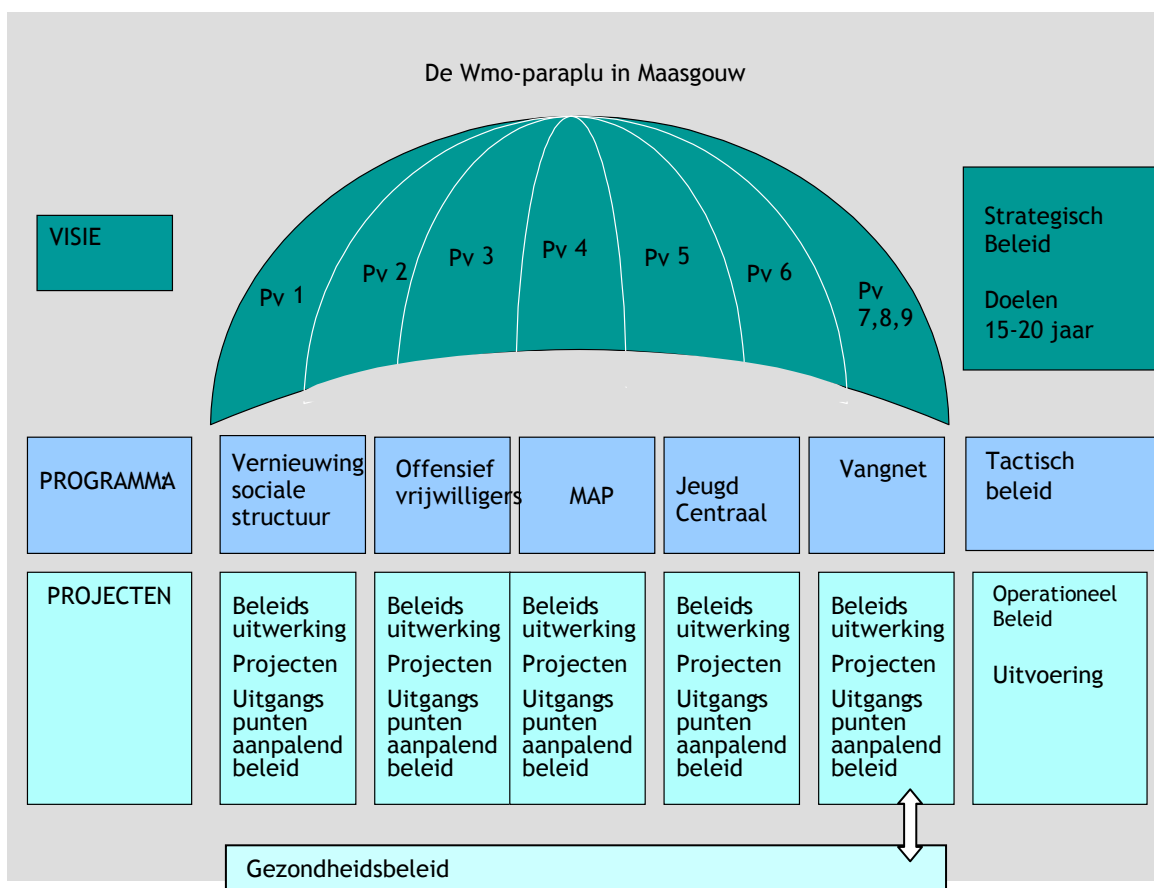 De Wmo-paraplu in Maasgouw
VISIE
Pv 1
Pv 2
Pv 3
Pv 4
Pv 5
Pv 6
Pv
7,8,9
Strategisch
Beleid
Doelen
15-20 jaar
PROGRAMMA
Vernieuwing
sociale
structuur
Offensief
vrijwilligers
MAP
Jeugd
Centraal
Vangnet
Tactisch
beleid
PROJECTEN
Beleids
uitwerking
Projecten
Uitgangs
punten
aanpalend
beleid
Beleids
uitwerking
Projecten
Uitgangs
punten
aanpalend
beleid
Beleids
uitwerking
Projecten
Uitgangs
punten
aanpalend
beleid
Beleids
uitwerking
Projecten
Uitgangs
punten
aanpalend
beleid
Beleids
uitwerking
Projecten
Uitgangs
punten
aanpalend
beleid
Operationeel
Beleid
Uitvoering
Gezondheidsbeleid